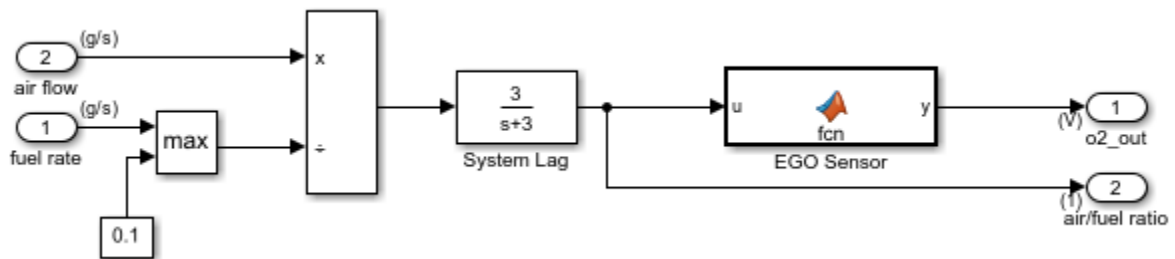 2
(g/s)
air flow
1
(g/s)
fuel rate
max
0.1
x
÷
3
s+3
System Lag
u
fcn
y
EGO Sensor
1
(V)
o2_out
2
(1)
air/fuel ratio